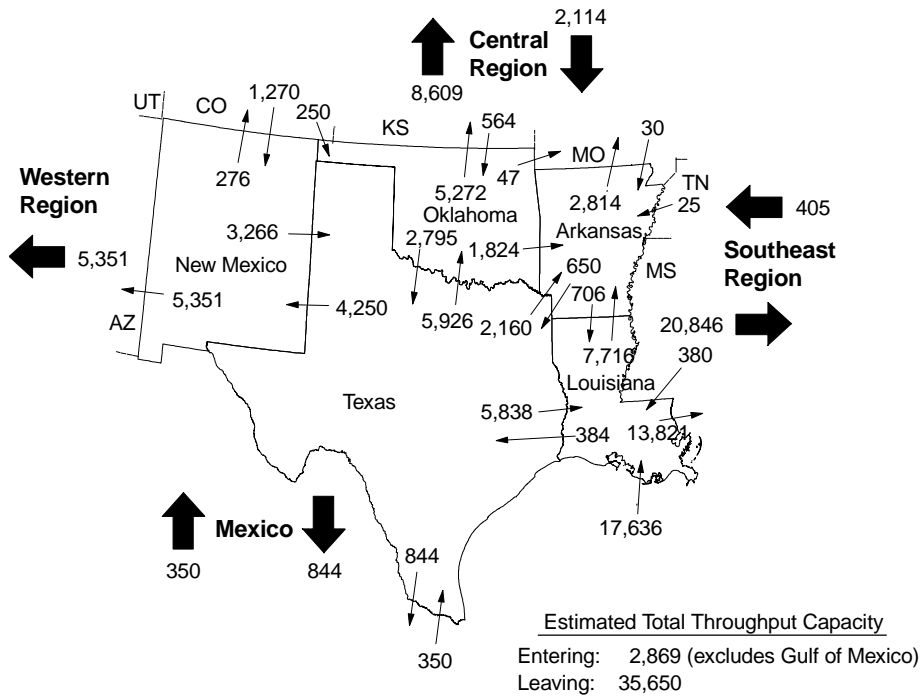 2,114
Central
Region
8,609
UT
CO
1,270
250
KS
564
30
47
MO
276
5,272
2,814
TN
25
405
Western
Region
Oklahoma
Arkansas
3,266
2,795
1,824
5,351
New Mexico
650
MS
Southeast
Region
5,351
4,250
706
AZ
5,926
2,160
20,846
7,716
380
Louisiana
Texas
5,838
384
13,821
17,636
Mexico
350
844
844
350
Estimated Total Throughput Capacity
Entering: 2,869 (excludes Gulf of Mexico)
Leaving: 35,650